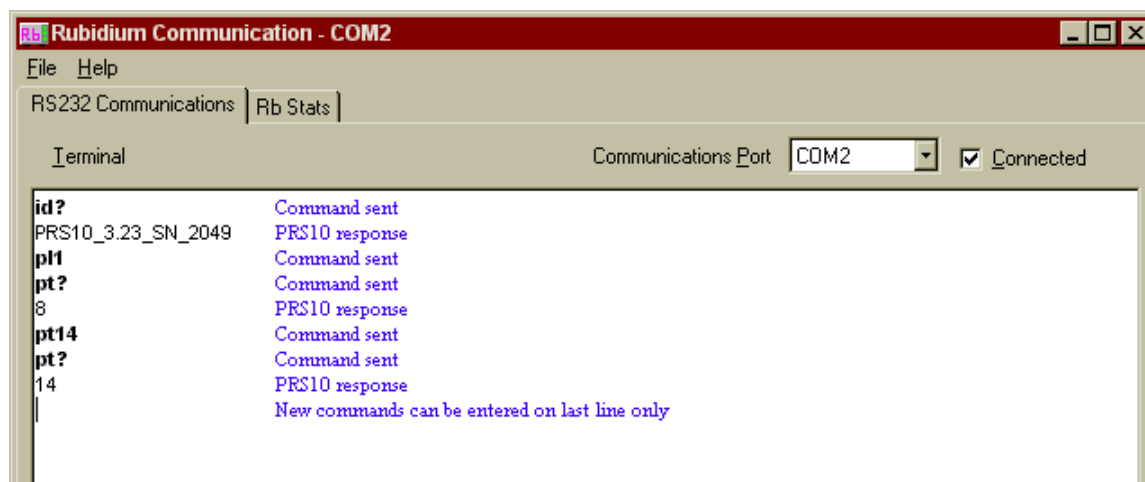 Rb Rubidium Communication - COM2
File Help
RS232 Communications Rb Stats
Terminal Communications Port COM2 Connected
id? Command sent
PRS10_3.23_SN_2049 PRS10 response
pl1 Command sent
pt? Command sent
8 PRS10 response
pt14 Command sent
pt? Command sent
14 PRS10 response
New commands can be entered on last line only